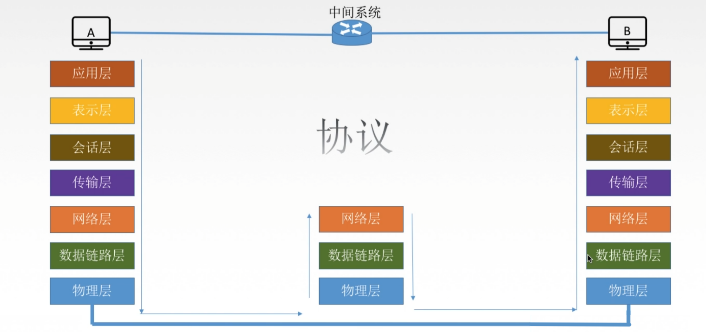 中间系统
A
B
应用层
表示层
会话层
传输层
网络层
数据链路层
物理层
协议
网络层
数据链路层
物理层
应用层
表示层
会话层
传输层
网络层
数据链路层
物理层